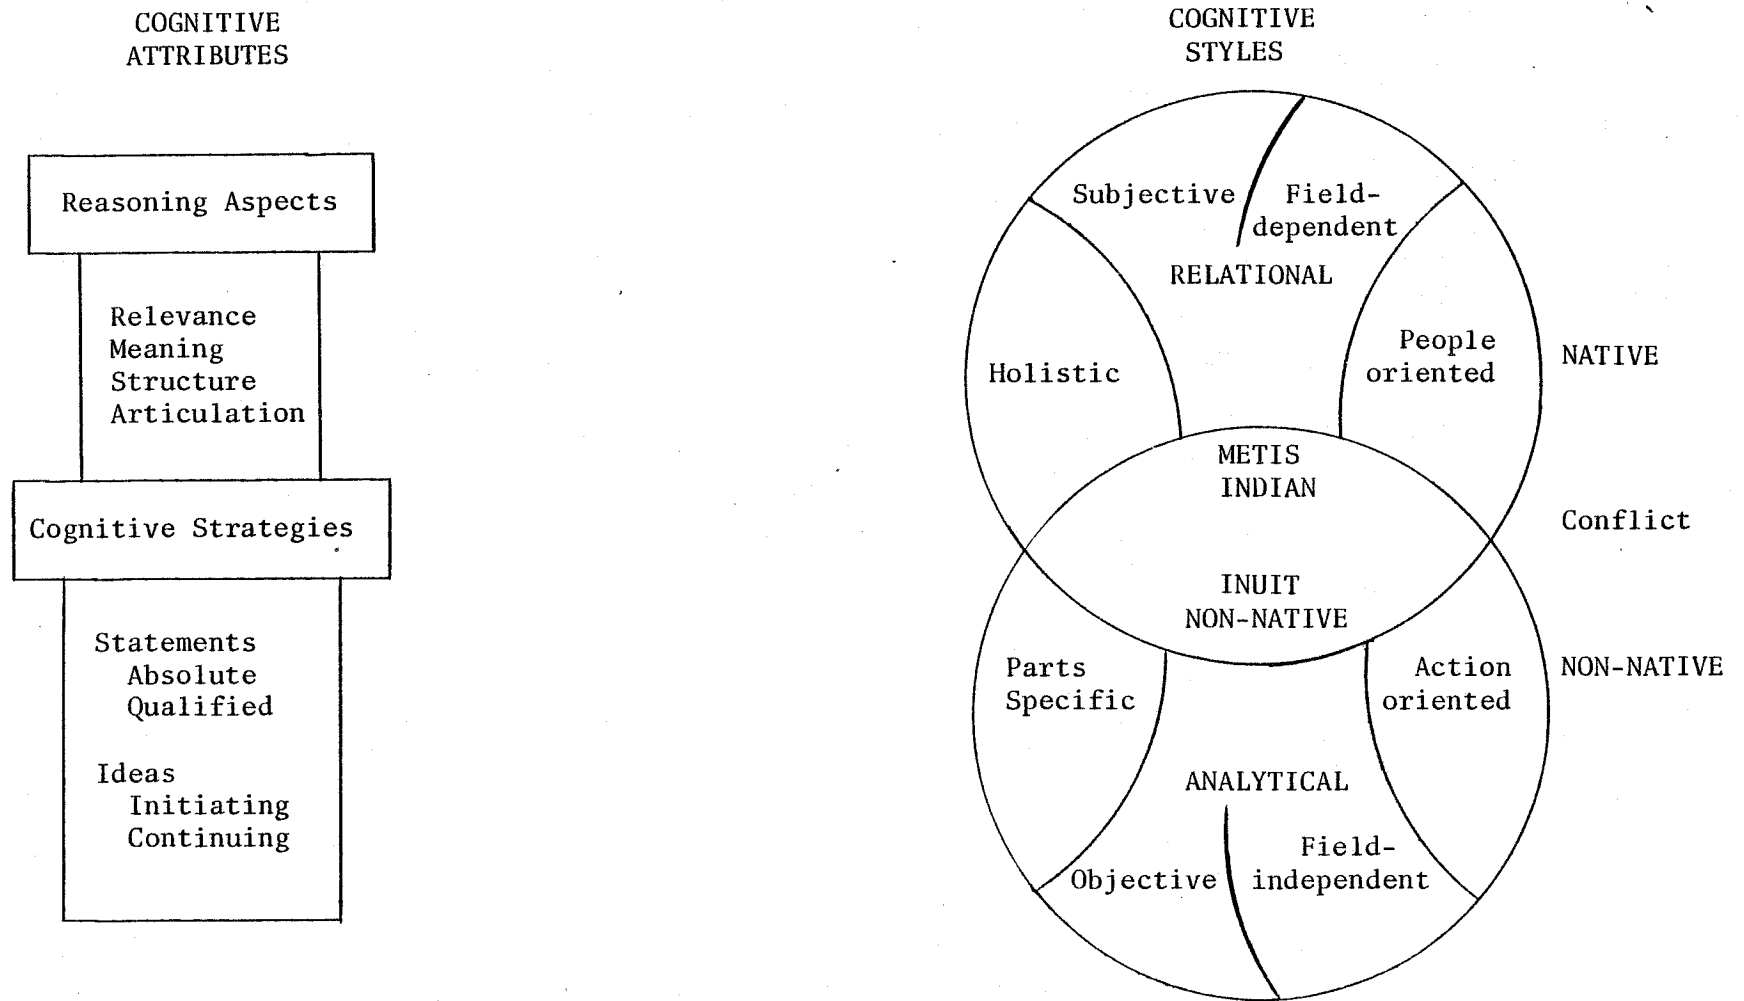 COGNITIVE
ATTRIBUTES
Reasoning Aspects
Relevance
Meaning
Structure
Articulation
Cognitive Strategies
Statements
Absolute
Qualified
Ideas
Initiating
Continuing
COGNITIVE
STYLES
Subjective
Field-
dependent
RELATIONAL
Holistic
People
oriented
NATIVE
METIS
INDIAN
Conflict
INUIT
NON-NATIVE
Parts
Specific
Action
oriented
NON-NATIVE
ANALYTICAL
Objective
Field-
independent